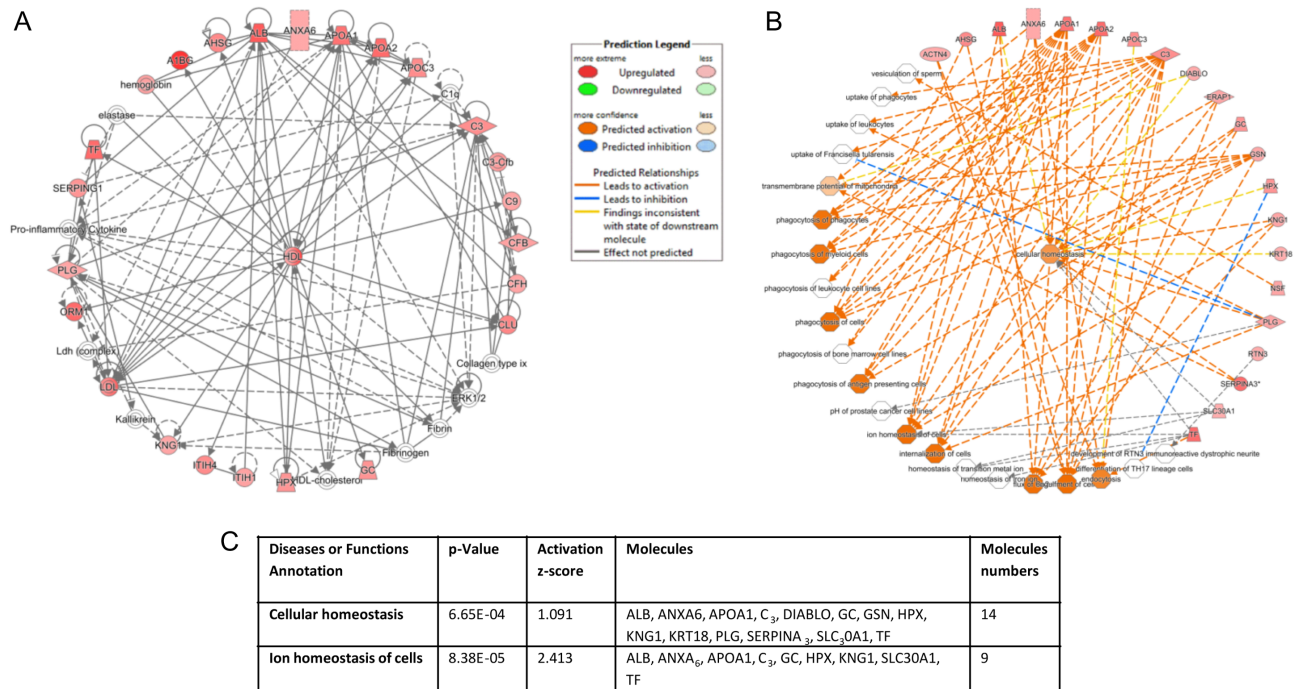 A
ALB
ANXA6
APOA1
APOA2
APOC3
AHSG
A1BG
hemoglobin
elastase
TF
SERPING1
Pro-inflammatory Cytokine
PLG
ORM1
Ldh (complex)
LDL
Kallikrein
KNG1
ITIH4
ITIH1
HPX
HDL-cholesterol
GC
Fibrinogen
Fibrin
ERK1/2
Collagen type ix
CLU
CFH
CFB
C9
C3-Cfb
C3
C1q
HDL
Prediction Legend
more extreme less
Upregulated
Downregulated
more confidence less
Predicted activation
Predicted inhibition
Predicted Relationships
Leads to activation
Leads to inhibition
Findings inconsistent
with state of downstream
molecule
Effect not predicted
B
ACTN4
AHSG
ALB
ANXA6
APOA1
APOA2
APOC3
C3
DIABLO
ERAP1
GC
GSN
HPX
KNG1
KRT18
NSF
PLG
RTN3
SERPINA3*
SLC30A1
TF
development of RTN3 immunoreactive dystrophic neurite
differentiation of TH17 lineage cells
endocytosis
homeostasis of transition metal ion
internalization of cells
ion homeostasis of cells
pH of prostate cancer cell lines
phagocytosis of antigen presenting cells
phagocytosis of bone marrow cell lines
phagocytosis of cells
phagocytosis of leukocyte cell lines
phagocytosis of myeloid cells
phagocytosis of phagocytes
transmembrane potential of mitochondria
uptake of Francisella tularensis
uptake of leukocytes
uptake of phagocytes
vesiculation of sperm
cellular homeostasis
C
Diseases or Functions Annotation p-Value Activation z-score Molecules Molecules numbers
Cellular homeostasis 6.65E-04 1.091 ALB, ANXA6, APOA1, C3, DIABLO, GC, GSN, HPX, 14
KNG1, KRT18, PLG, SERPINA 3, SLC30A1, TF
Ion homeostasis of cells 8.38E-05 2.413 ALB, ANXA6, APOA1, C3, GC, HPX, KNG1, SLC30A1, 9
TF